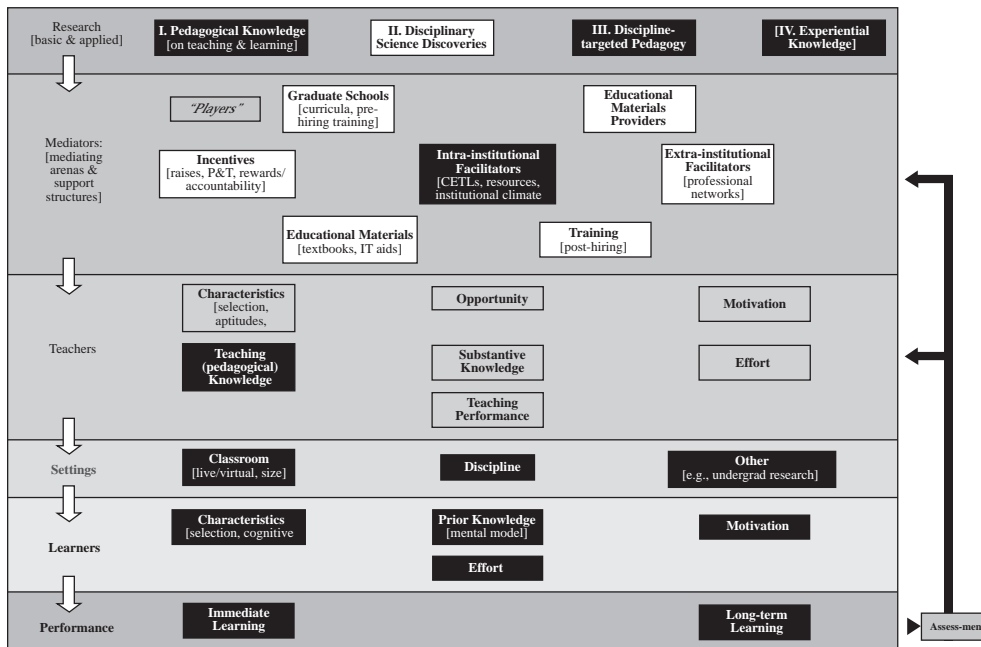 Research
[basic & applied]
I. Pedagogical Knowledge
[on teaching & learning]
II. Disciplinary
Science Discoveries
III. Discipline-
targeted Pedagogy
[IV. Experiential
Knowledge]
Mediators:
[mediating
arenas &
support
structures]
"Players"
Graduate Schools
[curricula, pre-
hiring training]
Educational
Materials
Providers
Incentives
[raises, P&T, rewards/
accountability]
Intra-institutional
Facilitators
[CETLs, resources,
institutional climate
Extra-institutional
Facilitators
[professional
networks]
Educational Materials
[textbooks, IT aids]
Training
[post-hiring]
Teachers
Characteristics
[selection,
aptitudes,
Opportunity
Motivation
Teaching
(pedagogical)
Knowledge
Substantive
Knowledge
Effort
Teaching
Performance
Settings
Classroom
[live/virtual, size]
Discipline
Other
[e.g., undergrad research]
Learners
Characteristics
[selection, cognitive
Prior Knowledge
[mental model]
Motivation
Effort
Performance
Immediate
Learning
Long-term
Learning
Assess-men